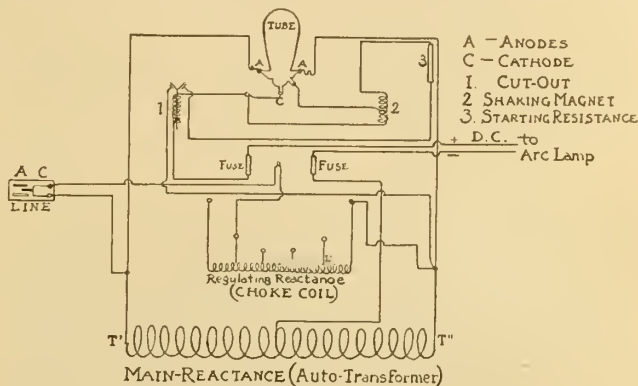 TUBE
A
A
C
1
2
3
A – ANODES
C – CATHODE
1. CUT-OUT
2 SHAKING MAGNET
3. STARTING RESISTANCE
+ D.C. to
– Arc Lamp
FUSE
FUSE
A C
LINE
Regulating Reactance
(CHOKE COIL)
T'
T"
MAIN-REACTANCE (Auto-Transformer)